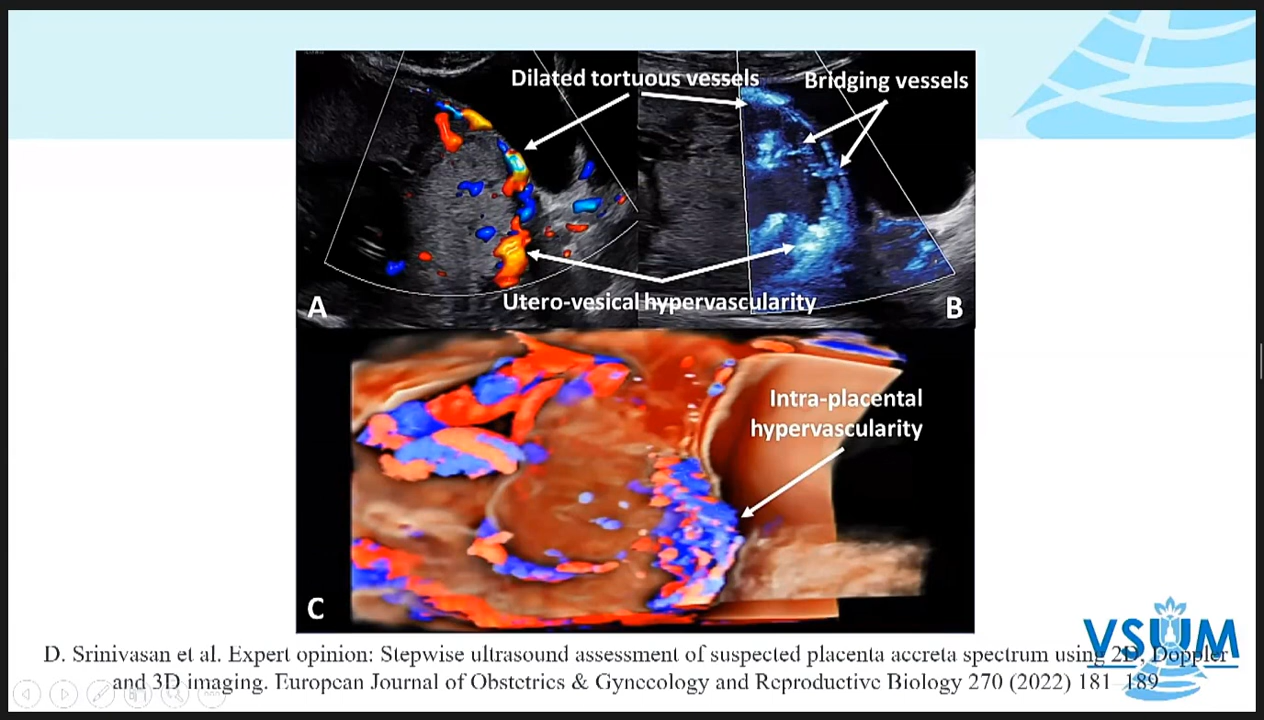 Dilated tortuous vessels
Bridging vessels
A
Utero-vesical hypervascularity
B
Intra-placental
hypervascularity
C
VSUM
D. Srinivasan et al. Expert opinion: Stepwise ultrasound assessment of suspected placenta accreta spectrum using 2D, Doppler
and 3D imaging. European Journal of Obstetrics & Gynecology and Reproductive Biology 270 (2022) 181–189